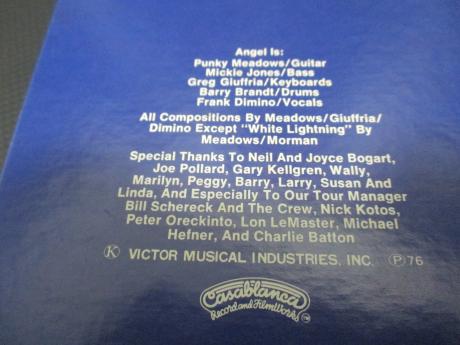 Angel Is:
Punky Meadows/Guitar
Mickie Jones/Bass
Greg Giuffria/Keyboards
Barry Brandt/Drums
Frank Dimino/Vocals
All Compositions By Meadows/Giuffria/
Dimino Except "White Lightning" By
Meadows/Morman
Special Thanks To Neil And Joyce Bogart,
Joe Pollard, Gary Kellgren, Wally,
Marilyn, Peggy, Barry, Larry, Susan And
Linda, And Especially To Our Tour Manager
Bill Schereck And The Crew, Nick Kotos,
Peter Oreckinto, Lon LeMaster, Michael
Hefner, And Charlie Batton
Ⓚ VICTOR MUSICAL INDUSTRIES, INC. Ⓟ76
Casablanca
Record and FilmWorks™